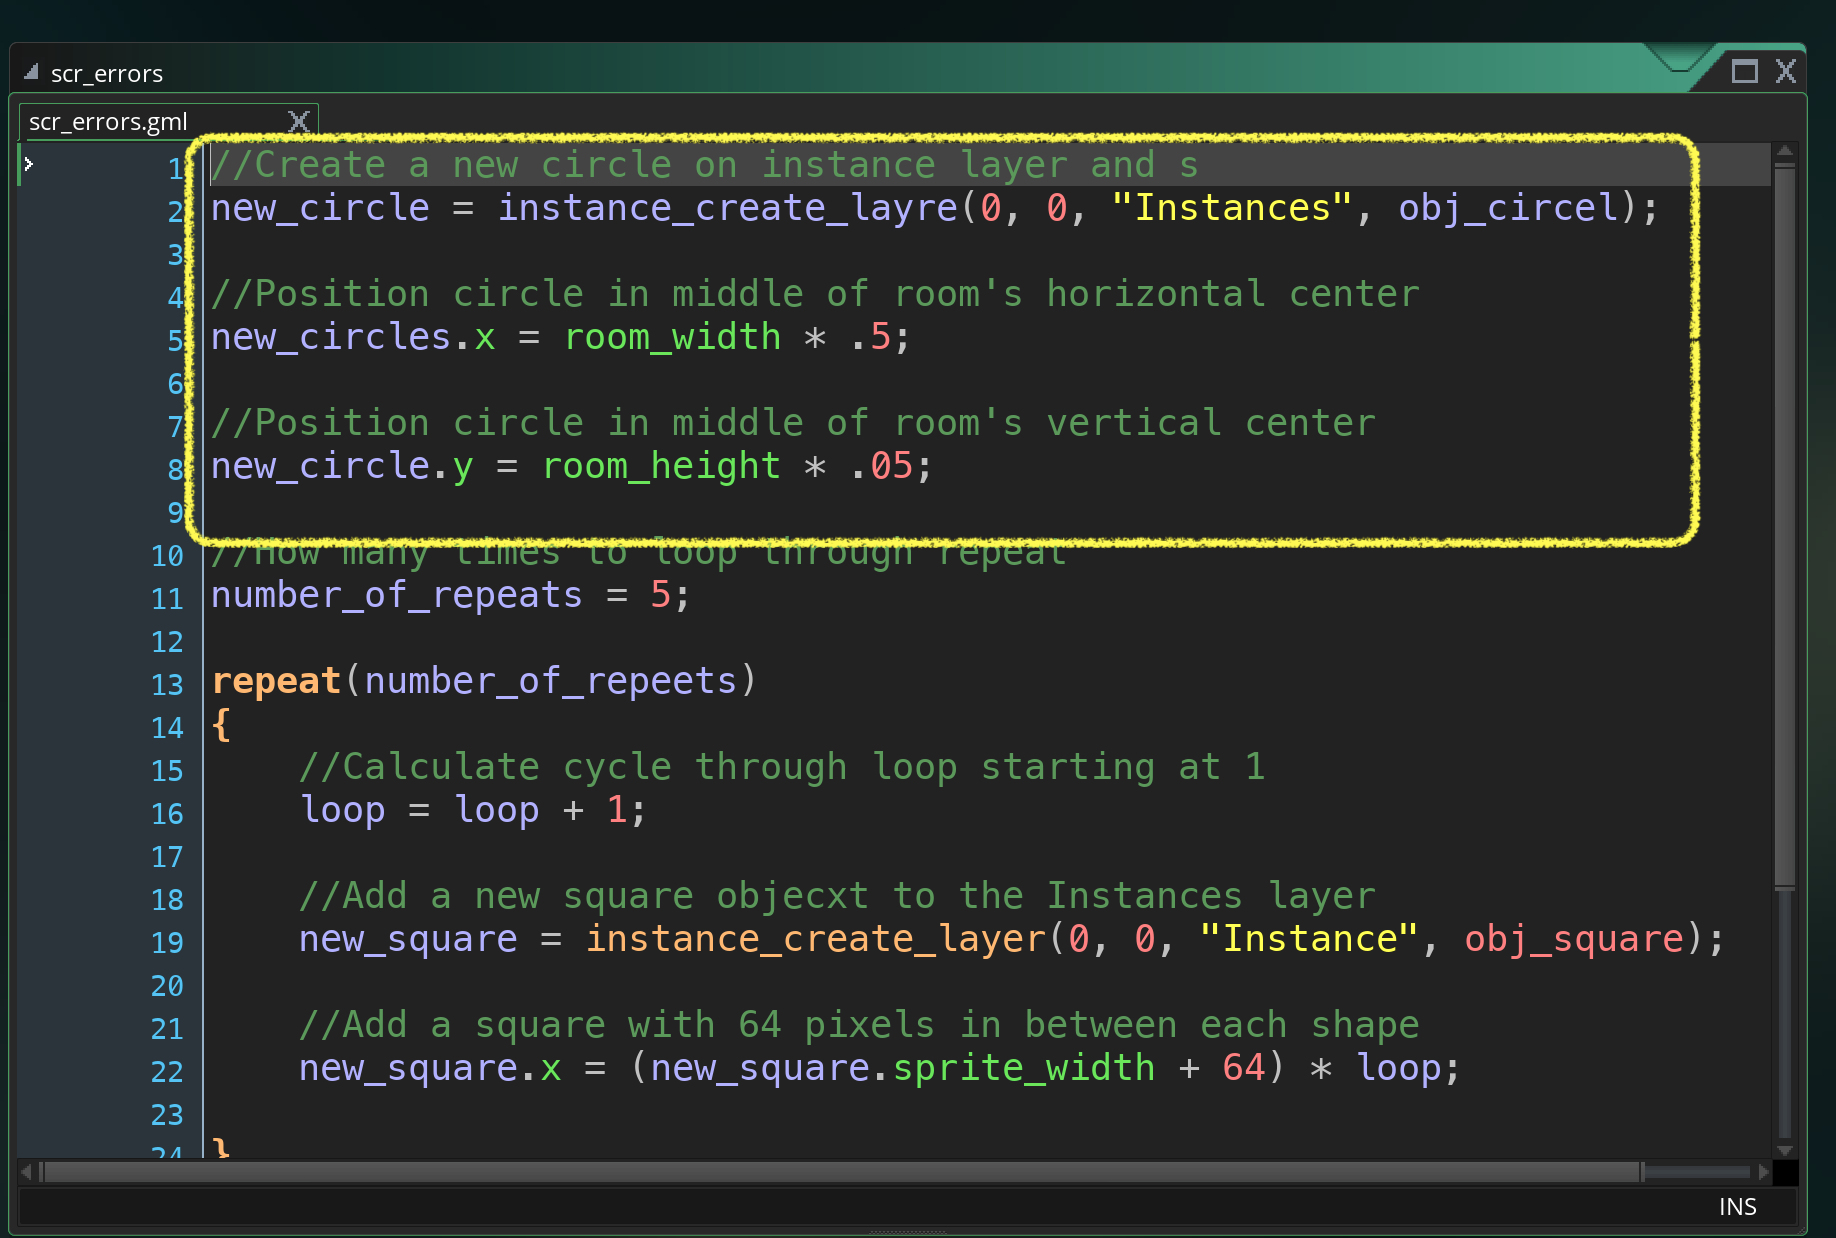 scr_errors
scr_errors.gml
1 //Create a new circle on instance layer and s
2 new_circle = instance_create_layre(0, 0, "Instances", obj_circel);
3
4 //Position circle in middle of room's horizontal center
5 new_circles.x = room_width * .5;
6
7 //Position circle in middle of room's vertical center
8 new_circle.y = room_height * .05;
9
10 //How many times to loop through repeat
11 number_of_repeats = 5;
12
13 repeat(number_of_repeets)
14 {
15 //Calculate cycle through loop starting at 1
16 loop = loop + 1;
17
18 //Add a new square objecxt to the Instances layer
19 new_square = instance_create_layer(0, 0, "Instance", obj_square);
20
21 //Add a square with 64 pixels in between each shape
22 new_square.x = (new_square.sprite_width + 64) * loop;
23
24 }
INS